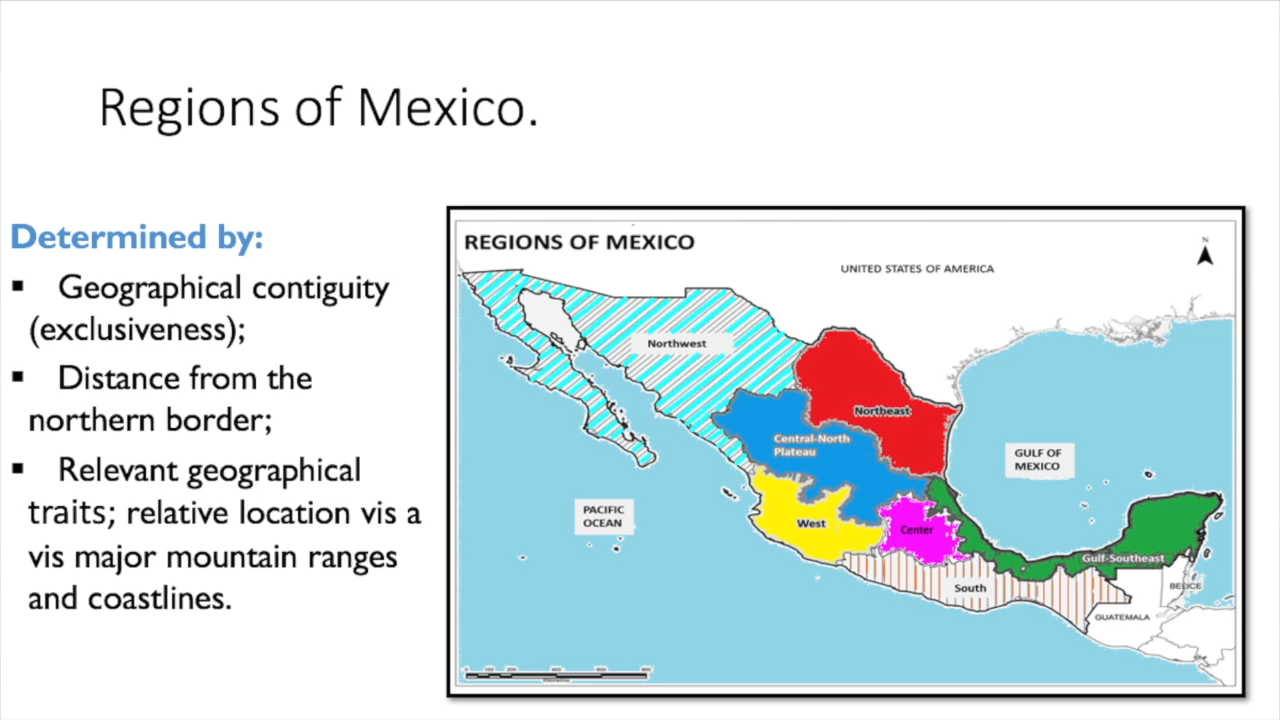 Regions of Mexico.
Determined by:
▪ Geographical contiguity
(exclusiveness);
▪ Distance from the
northern border;
▪ Relevant geographical
traits; relative location vis a
vis major mountain ranges
and coastlines.
REGIONS OF MEXICO
N
UNITED STATES OF AMERICA
Northwest
Northeast
Central-North
Plateau
GULF OF
MEXICO
PACIFIC
OCEAN
West
Center
Gulf-Southeast
South
BELICE
GUATEMALA